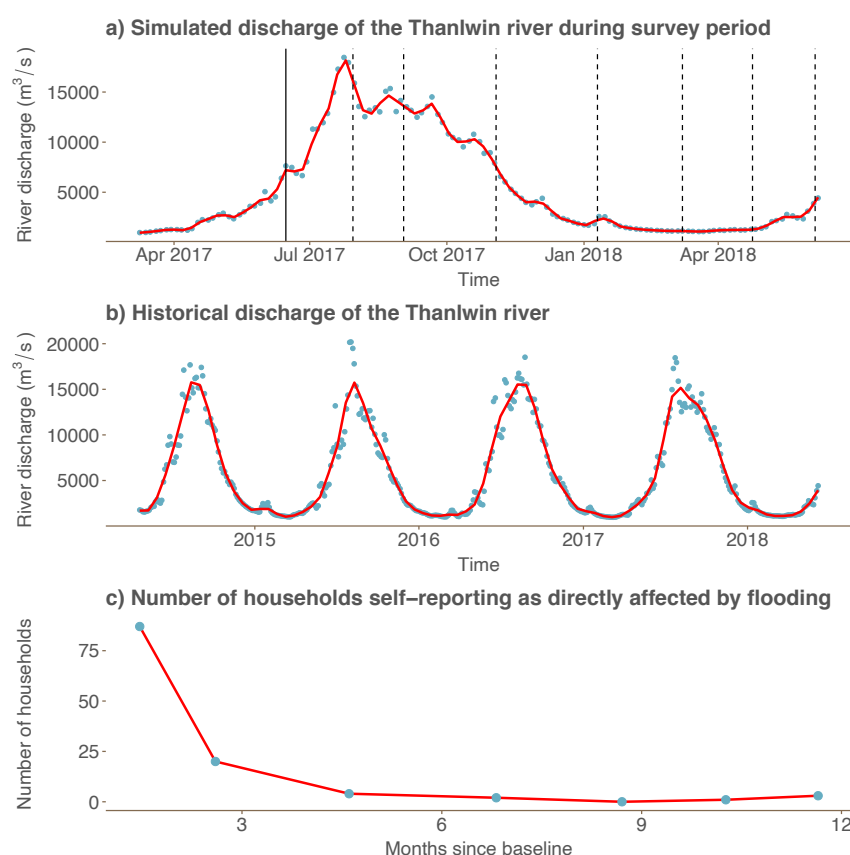 a) Simulated discharge of the Thanlwin river during survey period
River discharge (m³/s )
15000
10000
5000
Apr 2017 Jul 2017 Oct 2017 Jan 2018 Apr 2018
Time
b) Historical discharge of the Thanlwin river
River discharge (m³/s )
20000
15000
10000
5000
2015 2016 2017 2018
Time
c) Number of households self−reporting as directly affected by flooding
Number of households
75
50
25
0
3 6 9 12
Months since baseline